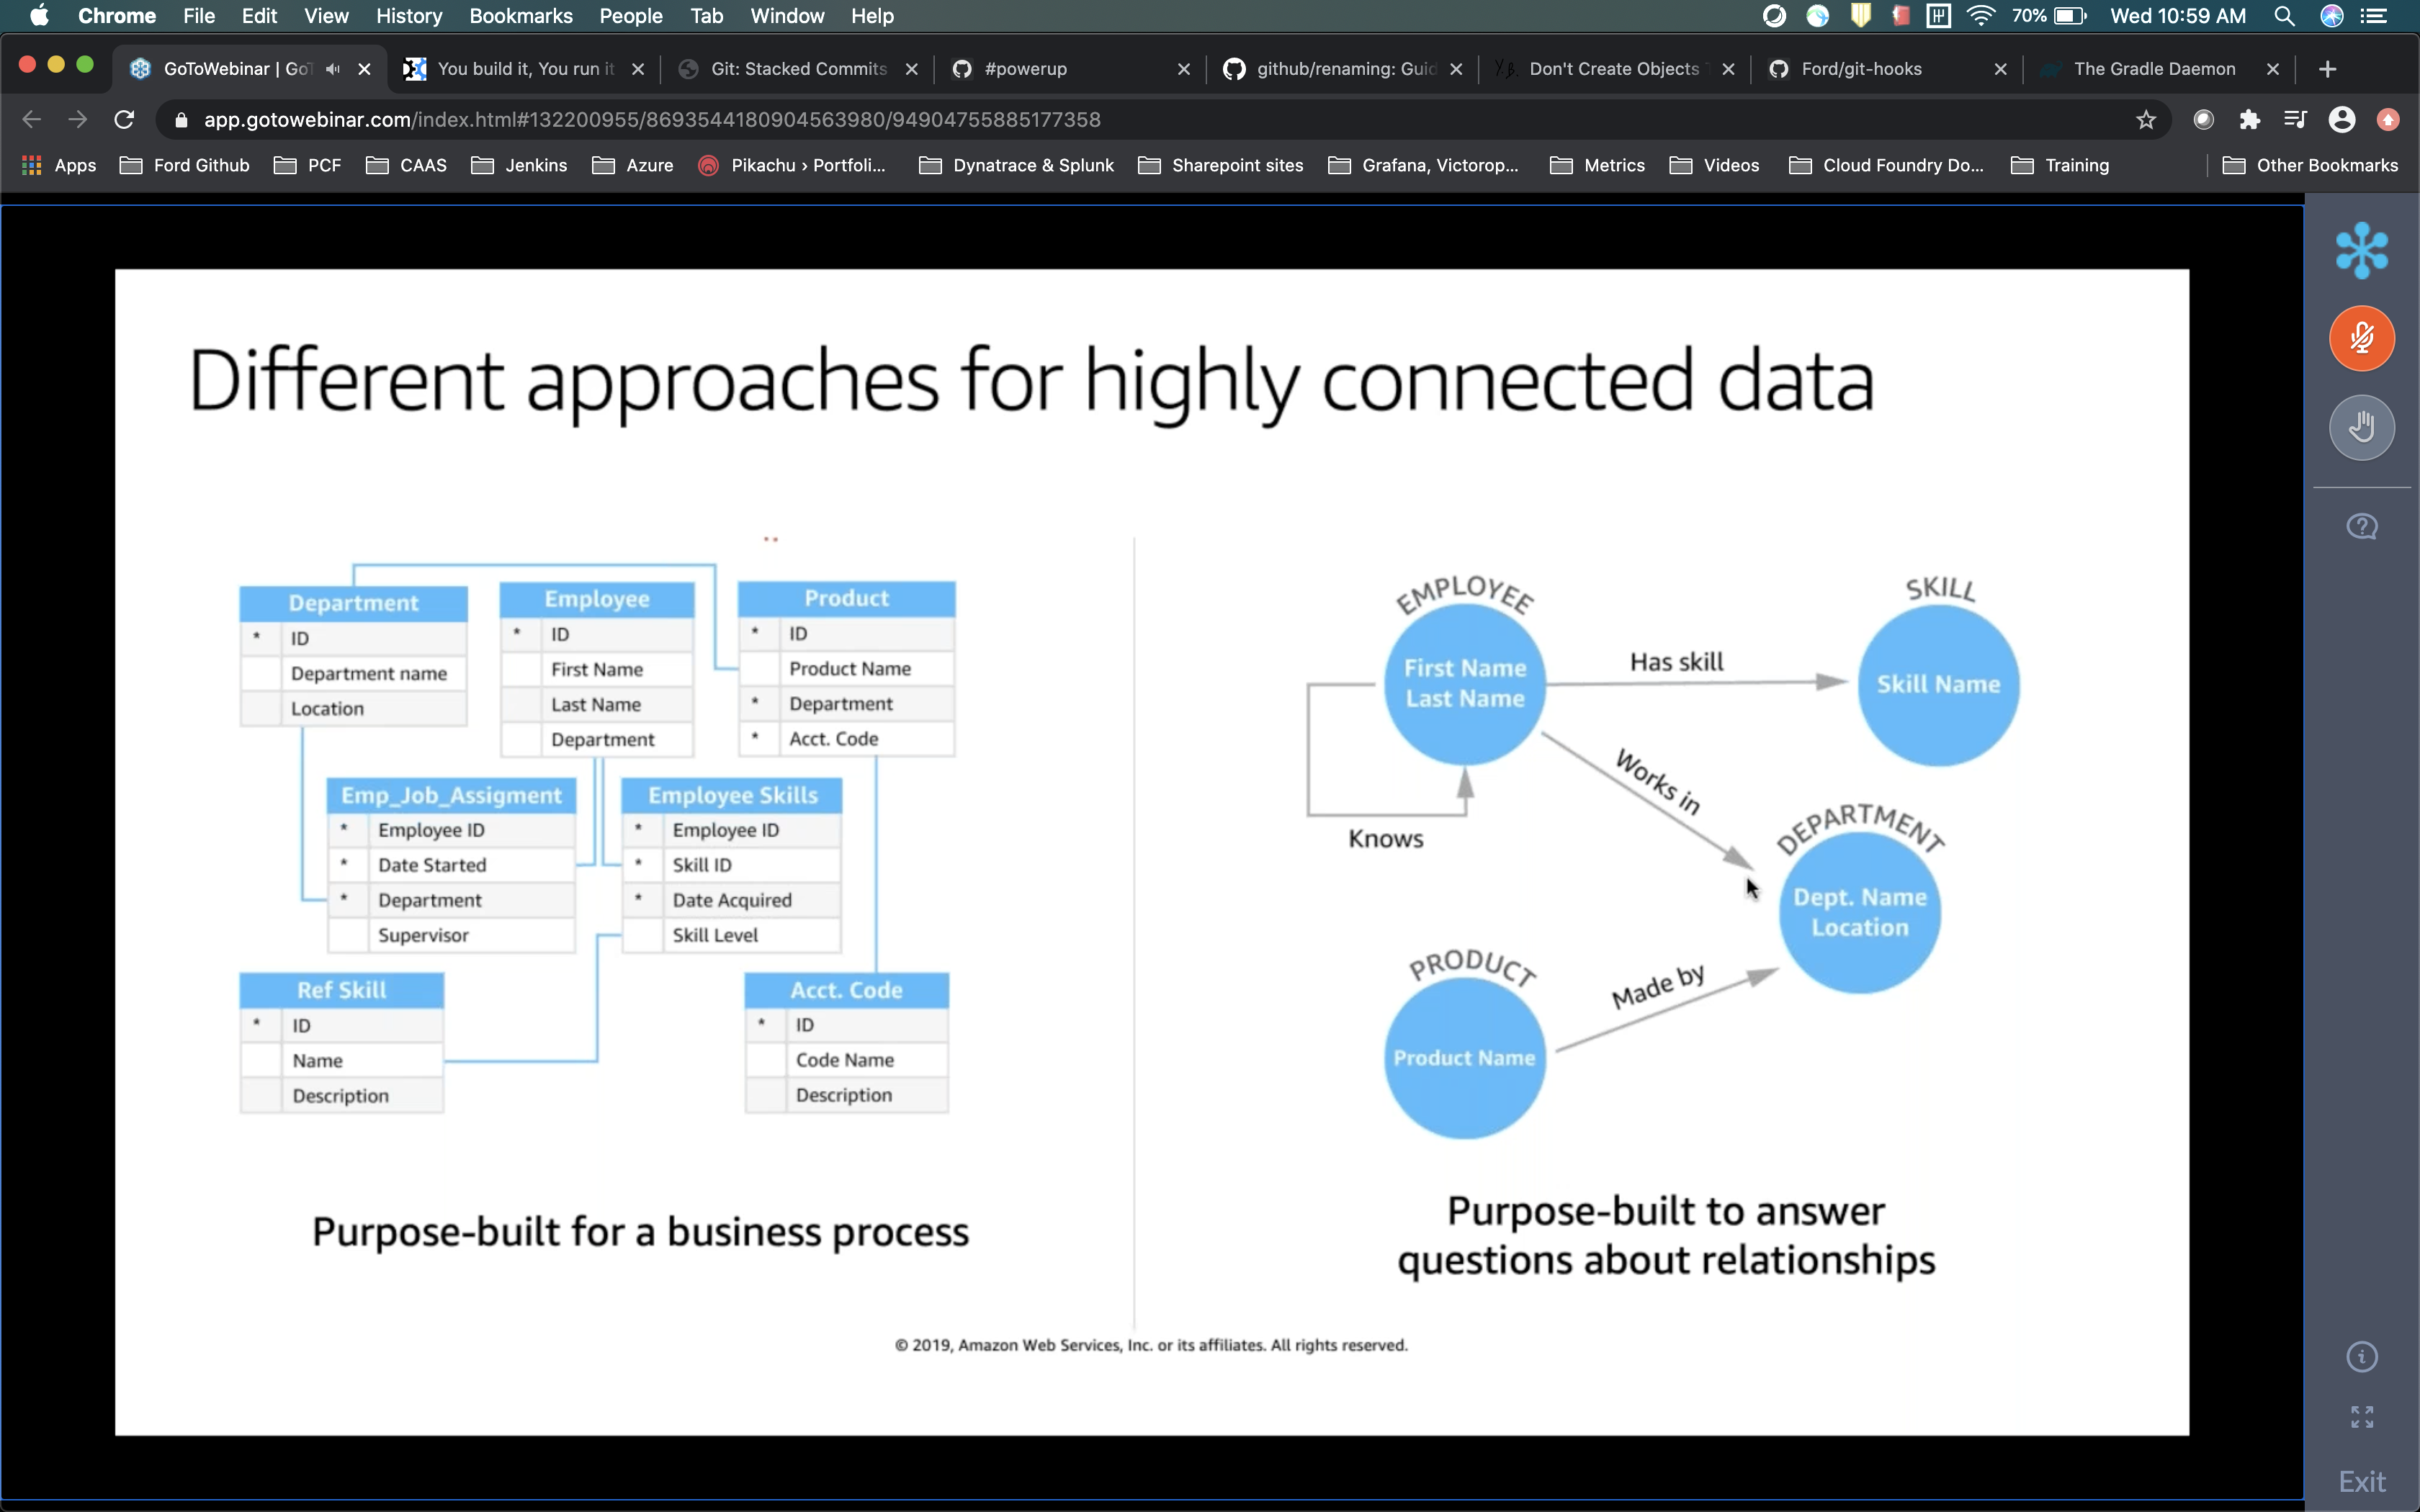 Chrome File Edit View History Bookmarks People Tab Window Help 70% Wed 10:59 AM
GoToWebinar | GoT You build it, You run it Git: Stacked Commits #powerup github/renaming: Guid Don't Create Objects T Ford/git-hooks The Gradle Daemon
app.gotowebinar.com/index.html#132200955/8693544180904563980/94904755885177358
Apps Ford Github PCF CAAS Jenkins Azure Pikachu › Portfoli... Dynatrace & Splunk Sharepoint sites Grafana, Victorop... Metrics Videos Cloud Foundry Do... Training Other Bookmarks
Different approaches for highly connected data
Department
* ID
Department name
Location
Employee
* ID
First Name
Last Name
Department
Product
* ID
Product Name
* Department
* Acct. Code
Emp_Job_Assigment
* Employee ID
* Date Started
* Department
Supervisor
Employee Skills
* Employee ID
* Skill ID
* Date Acquired
Skill Level
Ref Skill
* ID
Name
Description
Acct. Code
* ID
Code Name
Description
Purpose-built for a business process
EMPLOYEE
First Name
Last Name
Has skill
SKILL
Skill Name
Knows
Works in
DEPARTMENT
Dept. Name
Location
PRODUCT
Product Name
Made by
Purpose-built to answer
questions about relationships
© 2019, Amazon Web Services, Inc. or its affiliates. All rights reserved.
Exit